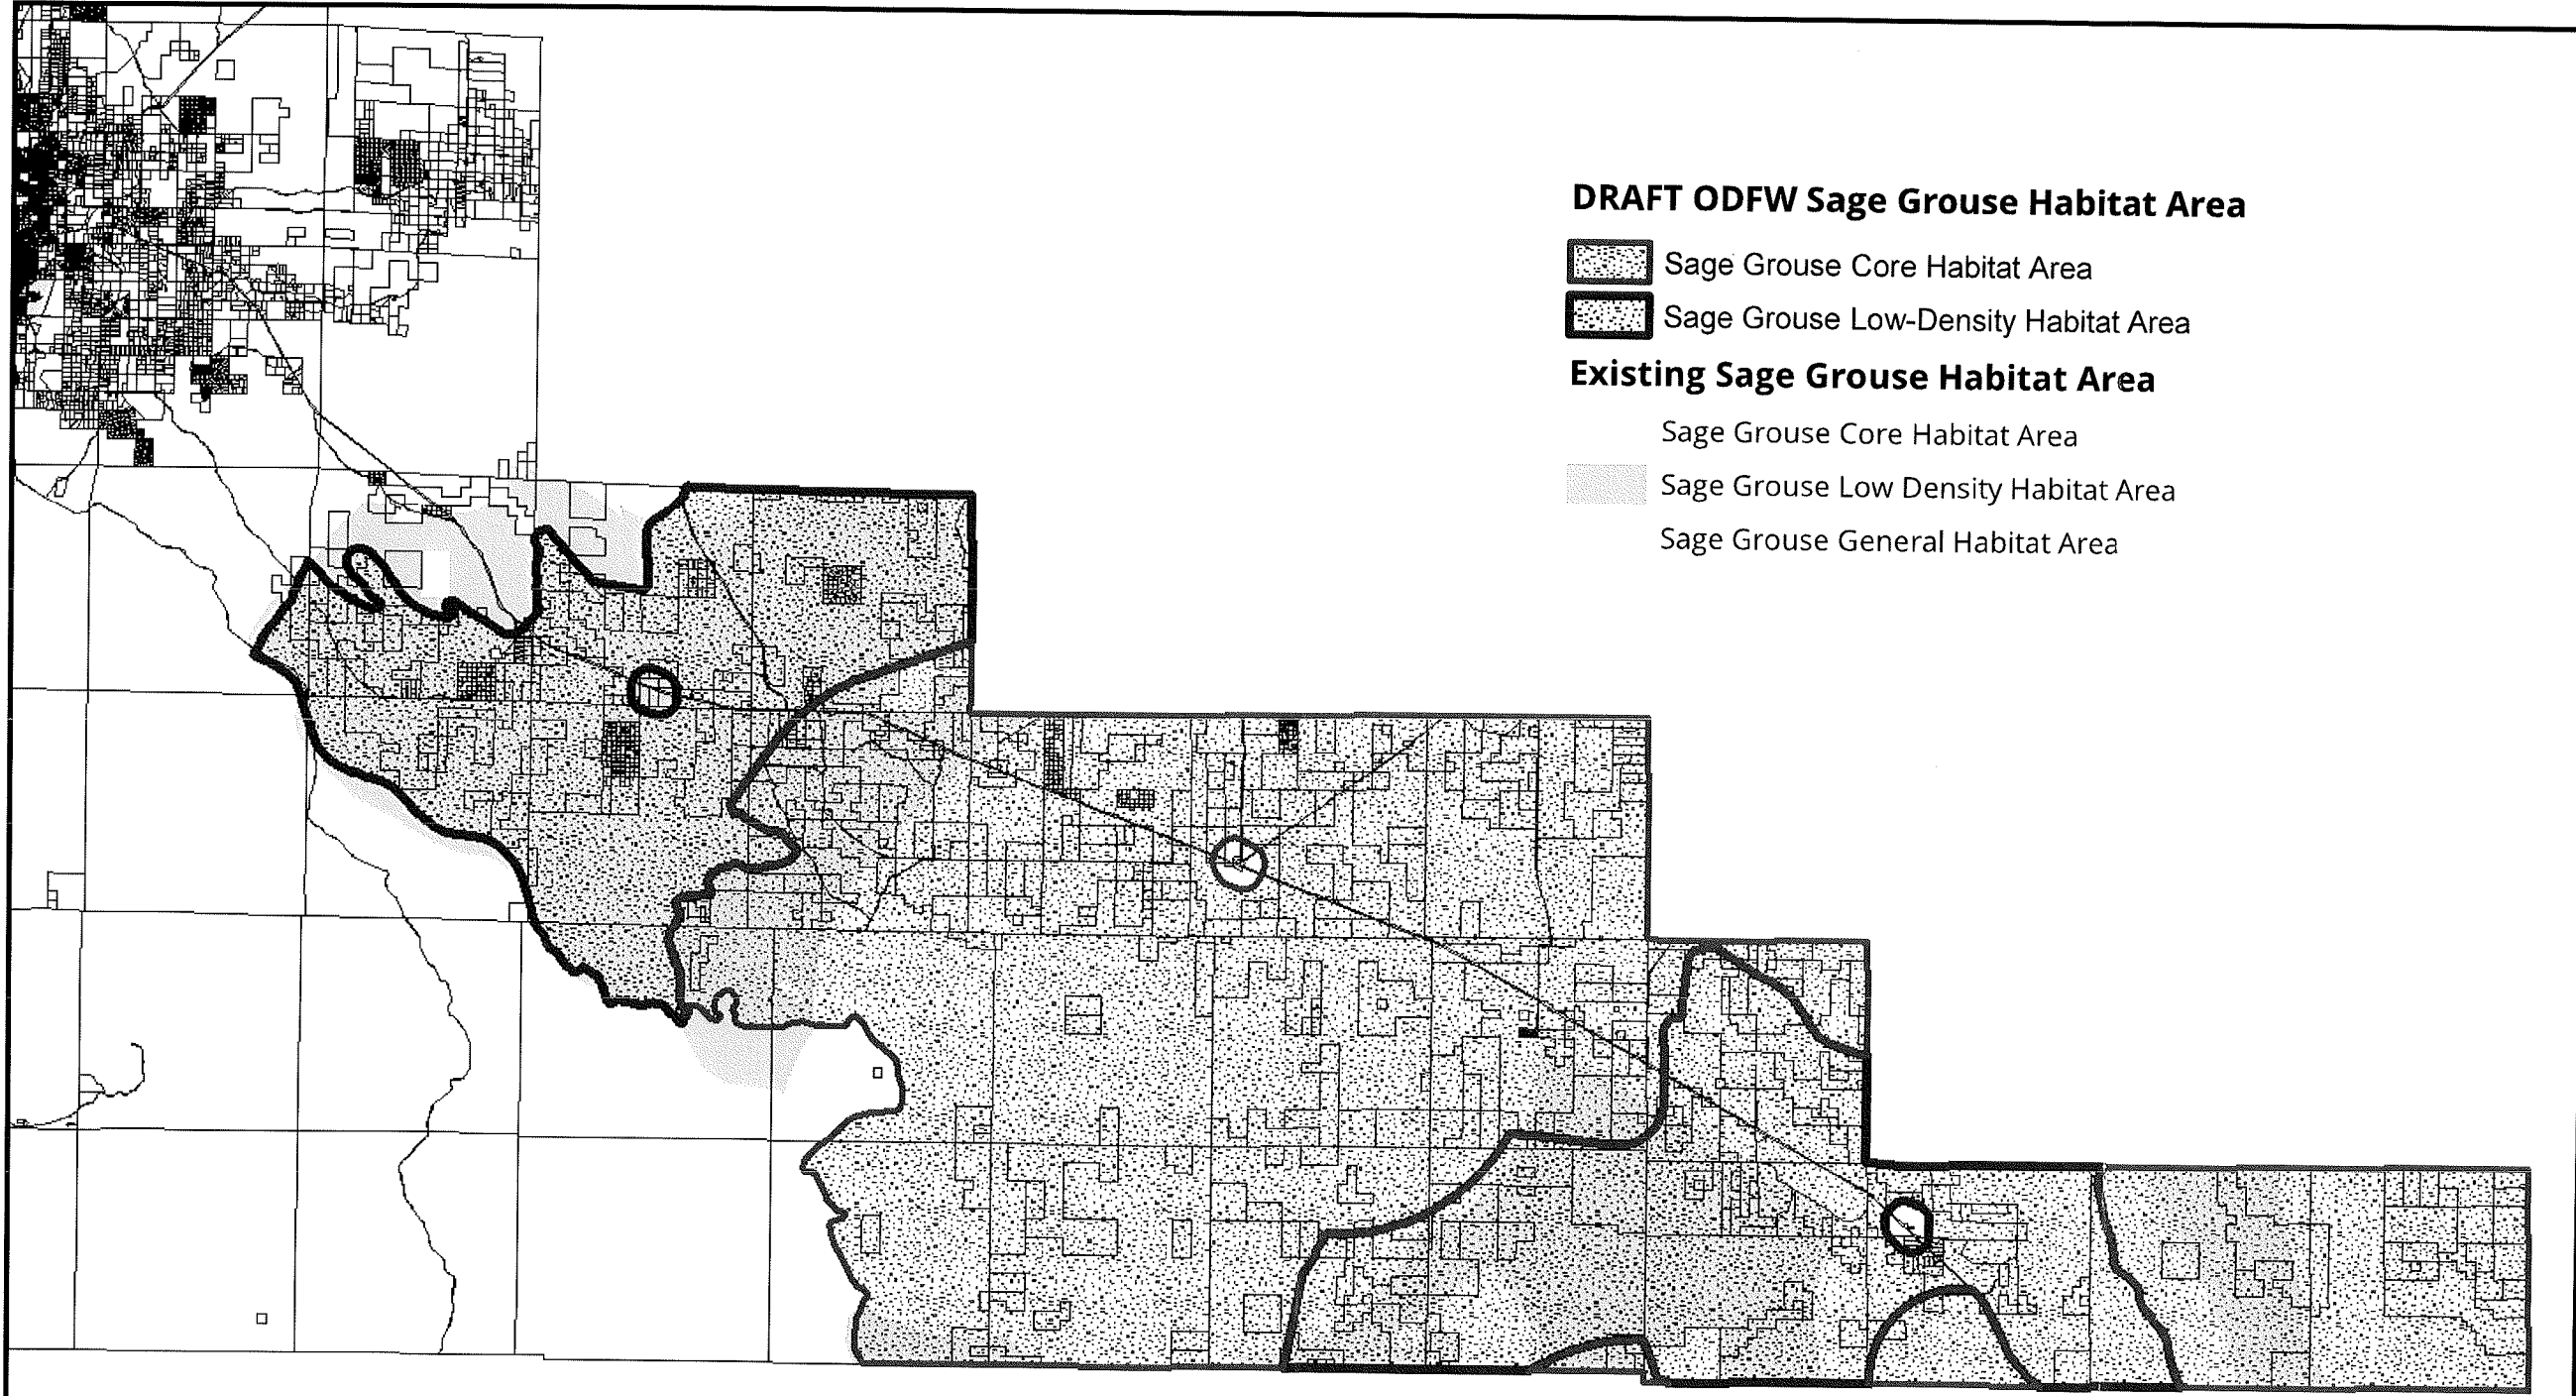 DRAFT ODFW Sage Grouse Habitat Area
Sage Grouse Core Habitat Area
Sage Grouse Low-Density Habitat Area
Existing Sage Grouse Habitat Area
Sage Grouse Core Habitat Area
Sage Grouse Low Density Habitat Area
Sage Grouse General Habitat Area